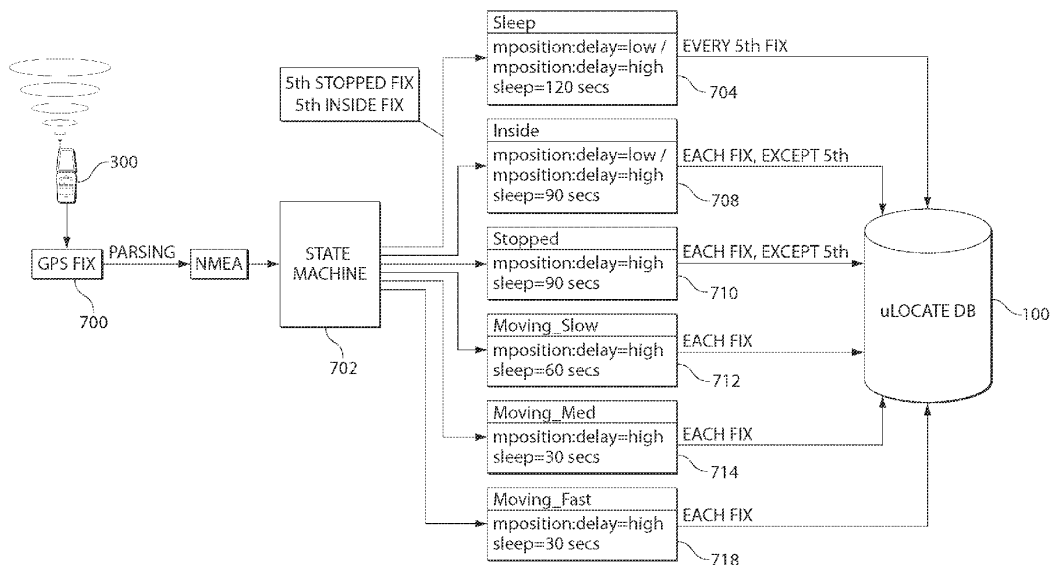 Sleep
mposition:delay=low /
mposition:delay=high
sleep=120 secs
EVERY 5th FIX
704
5th STOPPED FIX
5th INSIDE FIX
Inside
mposition:delay=low /
mposition:delay=high
sleep=90 secs
EACH FIX, EXCEPT 5th
708
300
GPS FIX
700
PARSING
NMEA
STATE
MACHINE
702
Stopped
mposition:delay=high
sleep=90 secs
EACH FIX, EXCEPT 5th
710
Moving_Slow
mposition:delay=high
sleep=60 secs
EACH FIX
712
Moving_Med
mposition:delay=high
sleep=30 secs
EACH FIX
714
Moving_Fast
mposition:delay=high
sleep=30 secs
EACH FIX
718
uLOCATE DB
100